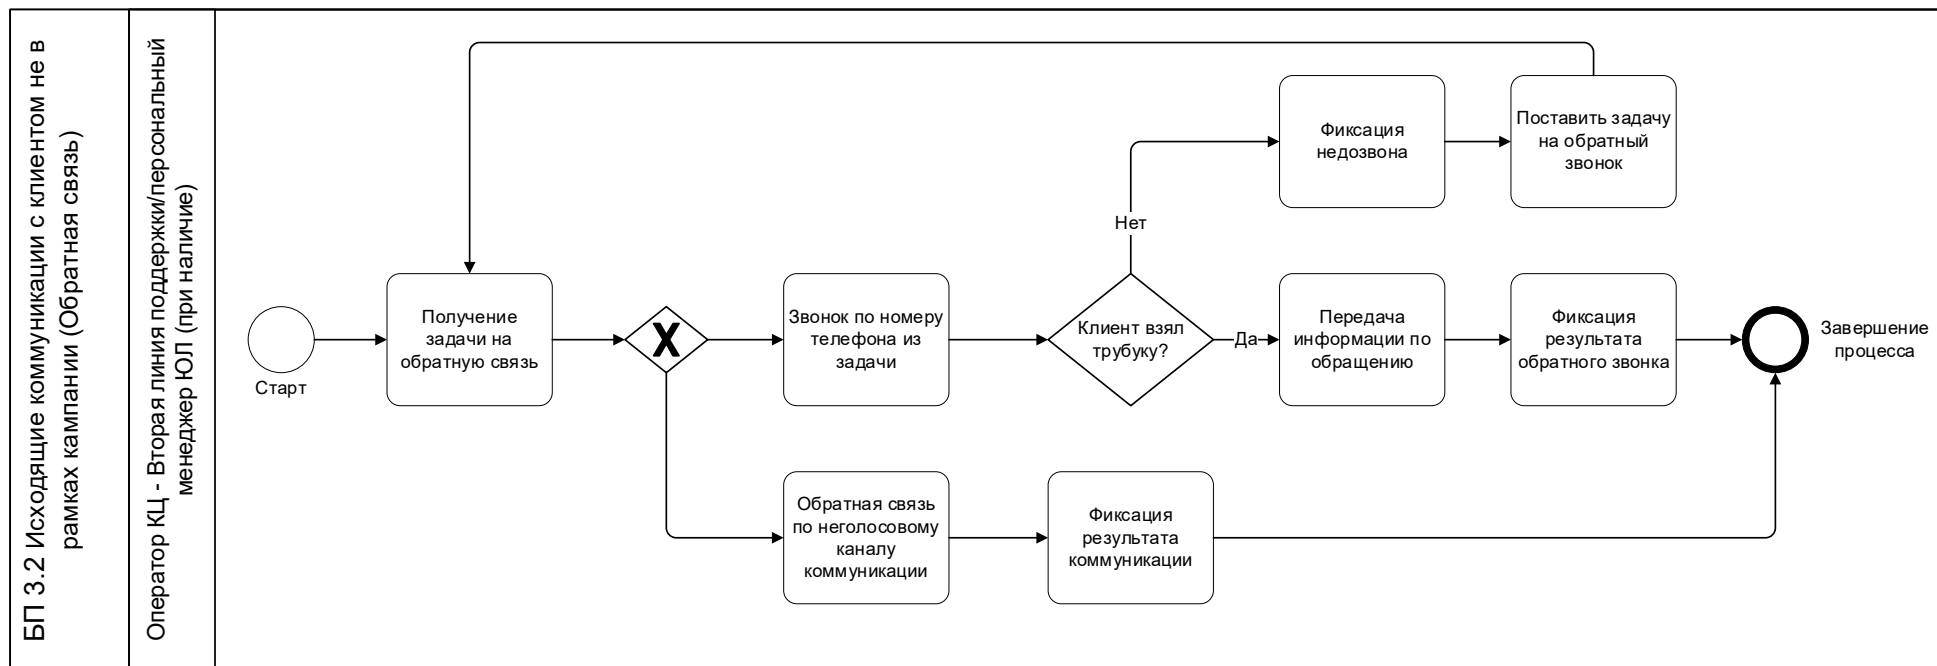 БП 3.2 Исходящие коммуникации с клиентом не в
рамках кампании (Обратная связь)
Оператор КЦ - Вторая линия поддержки/персональный
менеджер ЮЛ (при наличие)
Старт
Получение
задачи на
обратную связь
X
Звонок по номеру
телефона из
задачи
Клиент взял
трубуку?
Нет
Фиксация
недозвона
Поставить задачу
на обратный
звонок
Да
Передача
информации по
обращению
Фиксация
результата
обратного звонка
Завершение
процесса
Обратная связь
по неголосовому
каналу
коммуникации
Фиксация
результата
коммуникации